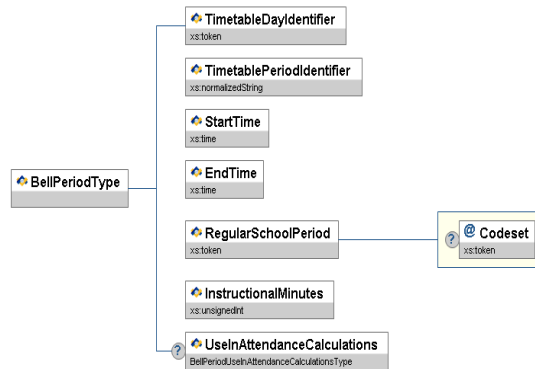 TimetableDayIdentifier
xs:token
TimetablePeriodIdentifier
xs:normalizedString
StartTime
xs:time
EndTime
xs:time
BellPeriodType
RegularSchoolPeriod
xs:token
? @ Codeset
xs:token
InstructionalMinutes
xs:unsignedInt
? UseInAttendanceCalculations
BellPeriodUseInAttendanceCalculationsType